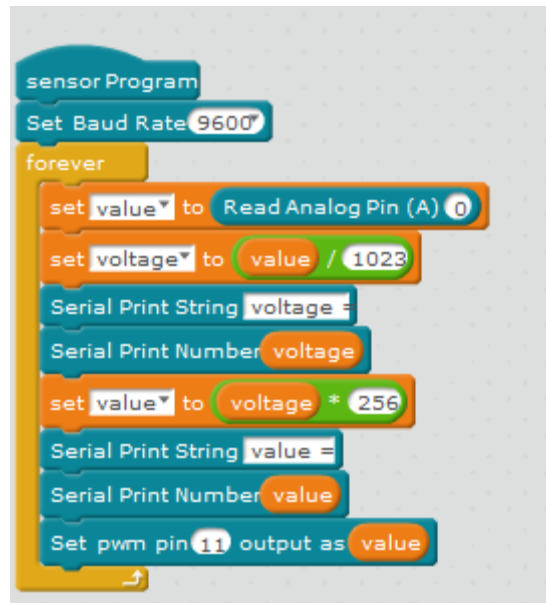 sensor Program
Set Baud Rate 9600
forever
set value to Read Analog Pin (A) 0
set voltage to value / 1023
Serial Print String voltage =
Serial Print Number voltage
set value to voltage * 256
Serial Print String value =
Serial Print Number value
Set pwm pin 11 output as value